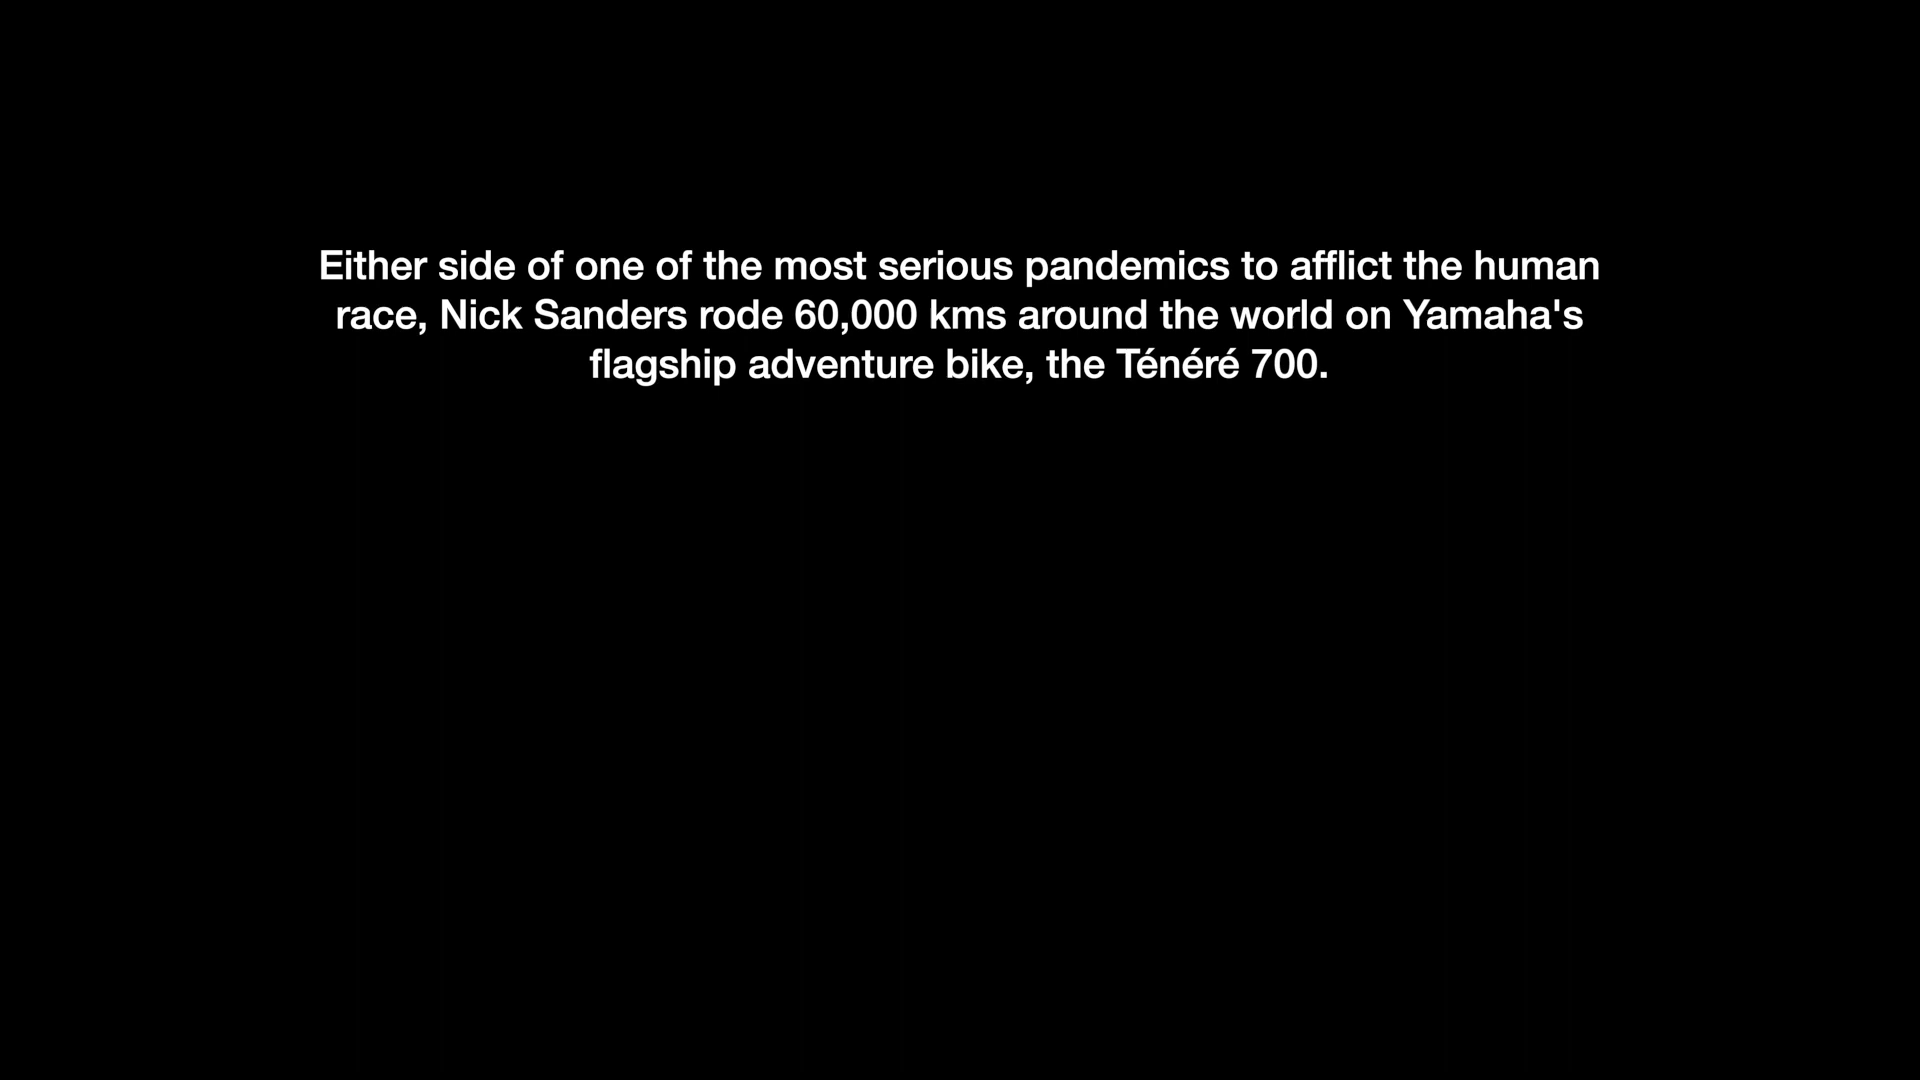 Either side of one of the most serious pandemics to afflict the human
race, Nick Sanders rode 60,000 kms around the world on Yamaha's
flagship adventure bike, the Ténéré 700.